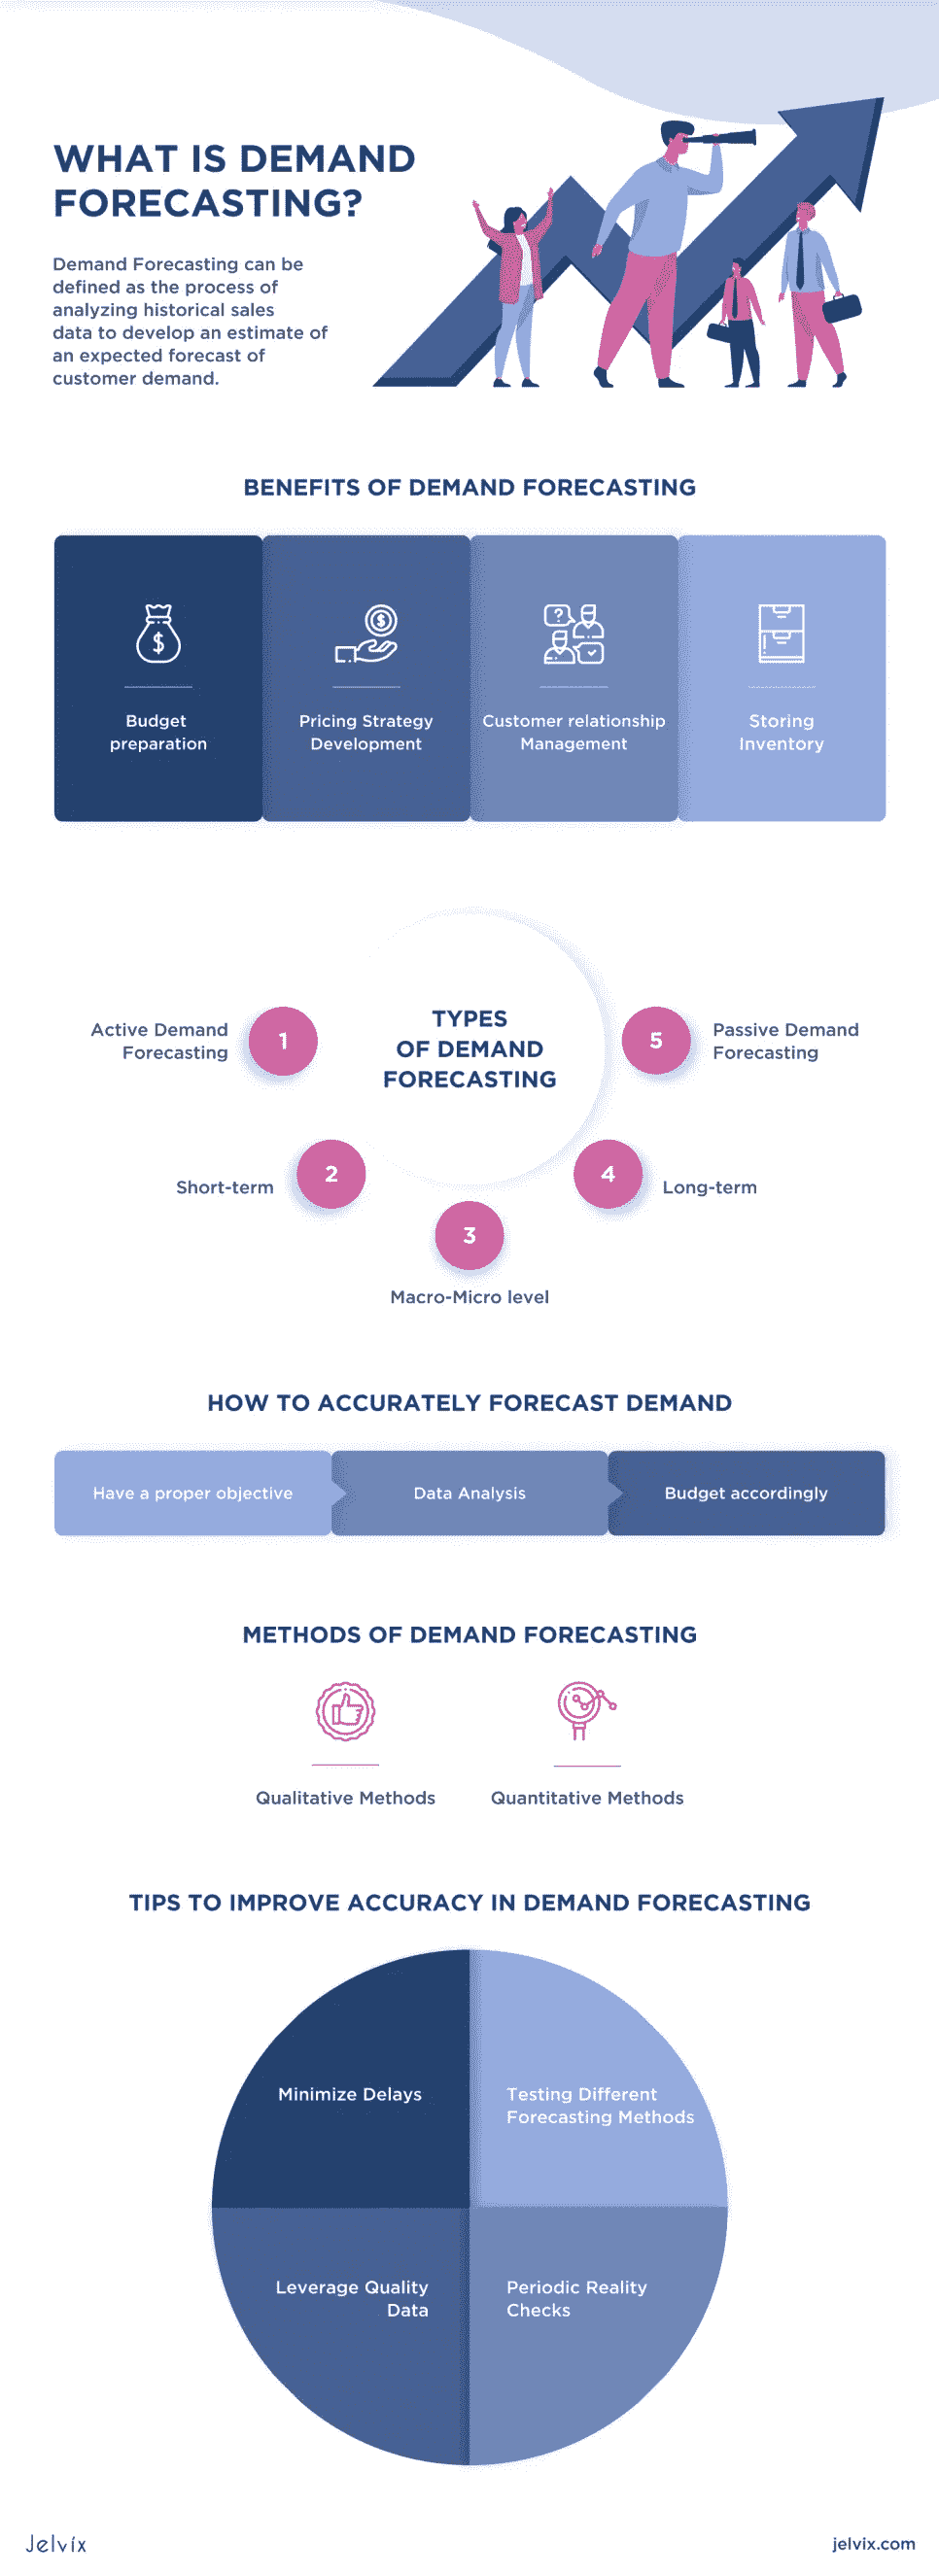 WHAT IS DEMAND
FORECASTING?
Demand Forecasting can be
defined as the process of
analyzing historical sales
data to develop an estimate of
an expected forecast of
customer demand.
BENEFITS OF DEMAND FORECASTING
$
Budget
preparation
$
Pricing Strategy
Development
?
Customer relationship
Management
Storing
Inventory
TYPES
OF DEMAND
FORECASTING
1
Active Demand
Forecasting
2
Short-term
3
Macro-Micro level
4
Long-term
5
Passive Demand
Forecasting
HOW TO ACCURATELY FORECAST DEMAND
Have a proper objective
Data Analysis
Budget accordingly
METHODS OF DEMAND FORECASTING
Qualitative Methods
Quantitative Methods
TIPS TO IMPROVE ACCURACY IN DEMAND FORECASTING
Minimize Delays
Testing Different
Forecasting Methods
Leverage Quality
Data
Periodic Reality
Checks
Jelvix
jelvix.com